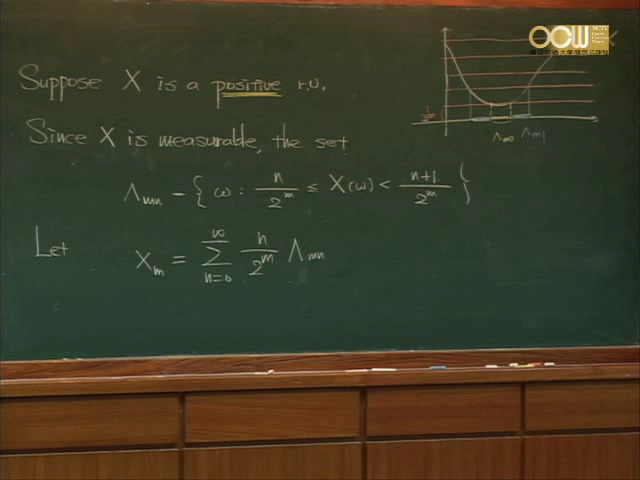 OCW
Suppose X is a positive r.v.
Since X is measurable, the set
Λmn = { ω : n/2^m ≤ X(ω) < n+1/2^m }
Let Xm = ∑ n=0 ∞ n/2^m Λmn
Λm0 Λm1